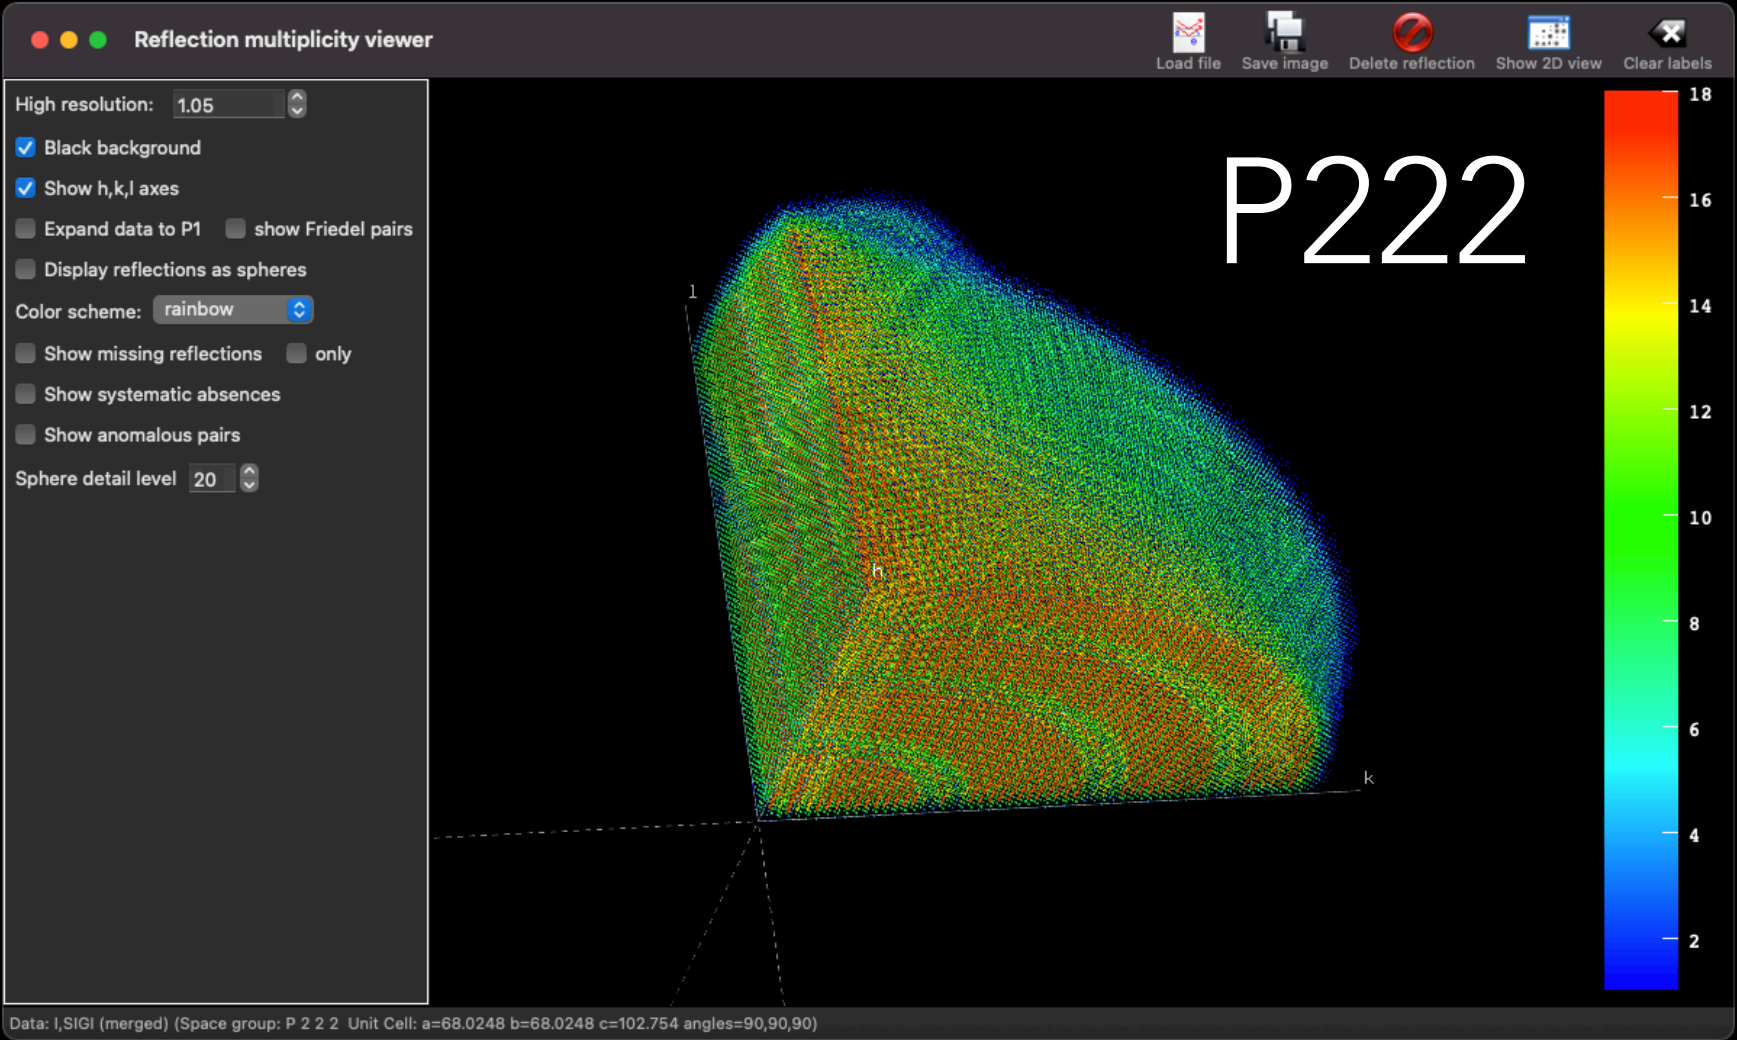 Reflection multiplicity viewer
Load file
Save image
Delete reflection
Show 2D view
Clear labels
High resolution: 1.05
Black background
Show h,k,l axes
Expand data to P1 show Friedel pairs
Display reflections as spheres
Color scheme: rainbow
Show missing reflections only
Show systematic absences
Show anomalous pairs
Sphere detail level 20
P222
l
h
k
18
16
14
12
10
8
6
4
2
Data: I,SIGI (merged) (Space group: P 2 2 2 Unit Cell: a=68.0248 b=68.0248 c=102.754 angles=90,90,90)